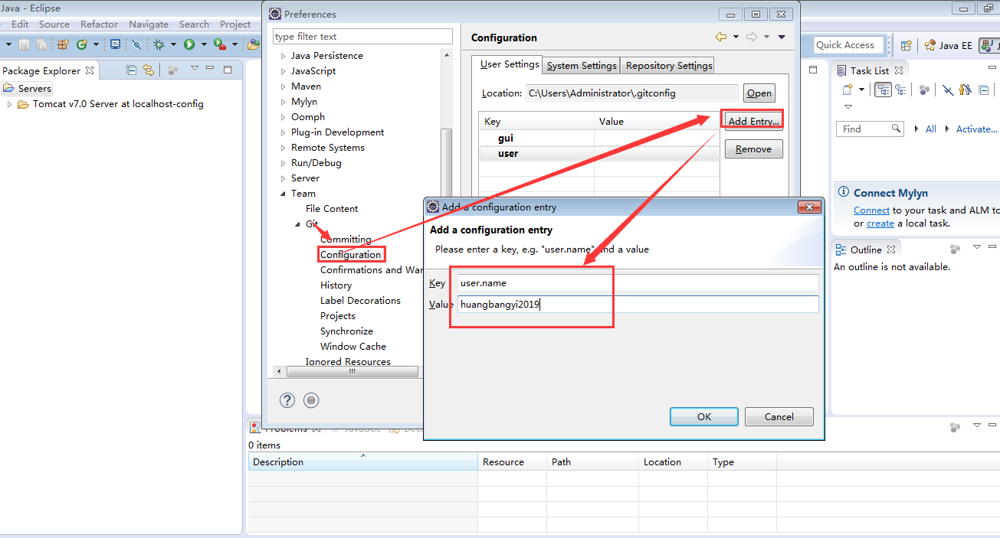 Java - Eclipse
Edit Source Refactor Navigate Search Project
Quick Access
Java EE
Package Explorer
Servers
Tomcat v7.0 Server at localhost-config
Preferences
type filter text
Java Persistence
JavaScript
Maven
Mylyn
Oomph
Plug-in Development
Remote Systems
Run/Debug
Server
Team
File Content
Git
Committing
Configuration
Confirmations and War
History
Label Decorations
Projects
Synchronize
Window Cache
Ignored Resources
Configuration
User Settings System Settings Repository Settings
Location: C:\Users\Administrator\.gitconfig Open
Key Value
gui
user
Add Entry...
Remove
Add a configuration entry
Add a configuration entry
Please enter a key, e.g. "user.name" and a value
Key user.name
Value huangbangyi2019
OK Cancel
Task List
Find All Activate...
Connect Mylyn
Connect to your task and ALM to
or create a local task.
Outline
An outline is not available.
Problems Javadoc
0 items
Description Resource Path Location Type